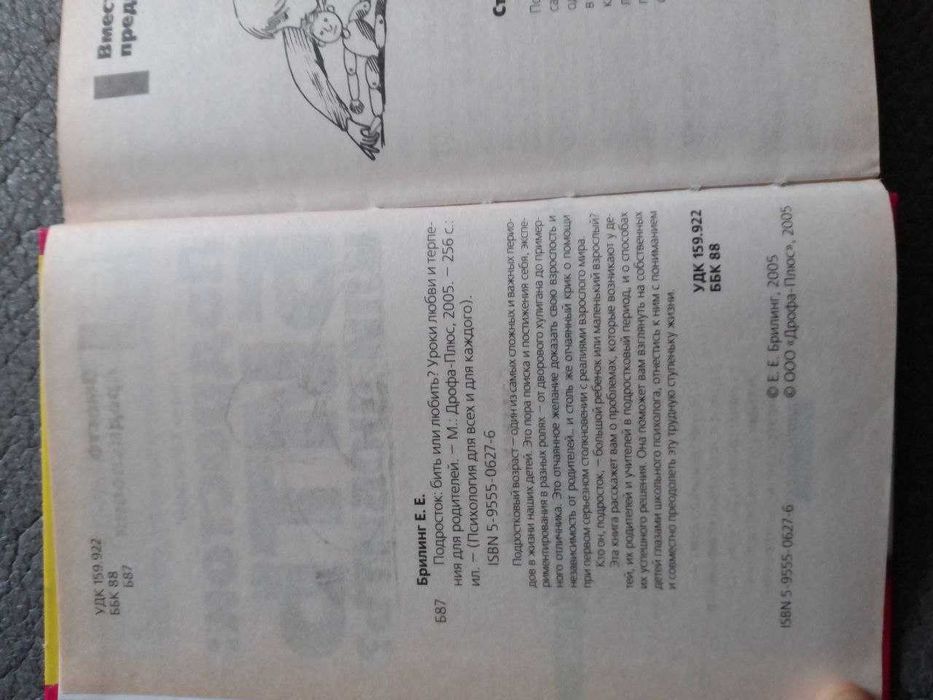 УДК 159.922
ББК 88
Б87
Брилинг Е. Е.
Б87 Подросток: бить или любить? Уроки любви и терпе-
ния для родителей. – М.: Дрофа-Плюс, 2005. – 256 с.:
ил. – (Психология для всех и для каждого).
ISBN 5-9555-0627-6
Подростковый возраст – один из самых сложных и важных перио-
дов в жизни наших детей. Это пора поиска и постижения себя, экспе-
риментирования в разных ролях – от дворового хулигана до пример-
ного отличника. Это отчаянное желание доказать свою взрослость и
независимость от родителей... и столь же отчаянный крик о помощи
при первом серьезном столкновении с реалиями взрослого мира.
Кто он, подросток, – большой ребенок или маленький взрослый?
Эта книга расскажет вам о проблемах, которые возникают у де-
тей, их родителей и учителей в подростковый период, и о способах
их успешного решения. Она поможет вам взглянуть на собственных
детей глазами школьного психолога, отнестись к ним с пониманием
и совместно преодолеть эту трудную ступеньку жизни.
УДК 159.922
ББК 88
© Е. Е. Брилинг, 2005
ISBN 5-9555-0627-6 © ООО «Дрофа-Плюс», 2005
Вмест
пред
Ст